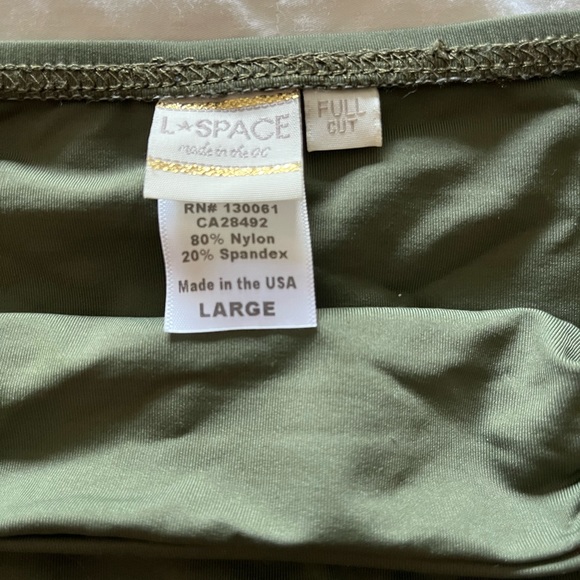 L★SPACE
made in the OC
FULL
CUT
RN# 130061
CA28492
80% Nylon
20% Spandex
Made in the USA
LARGE